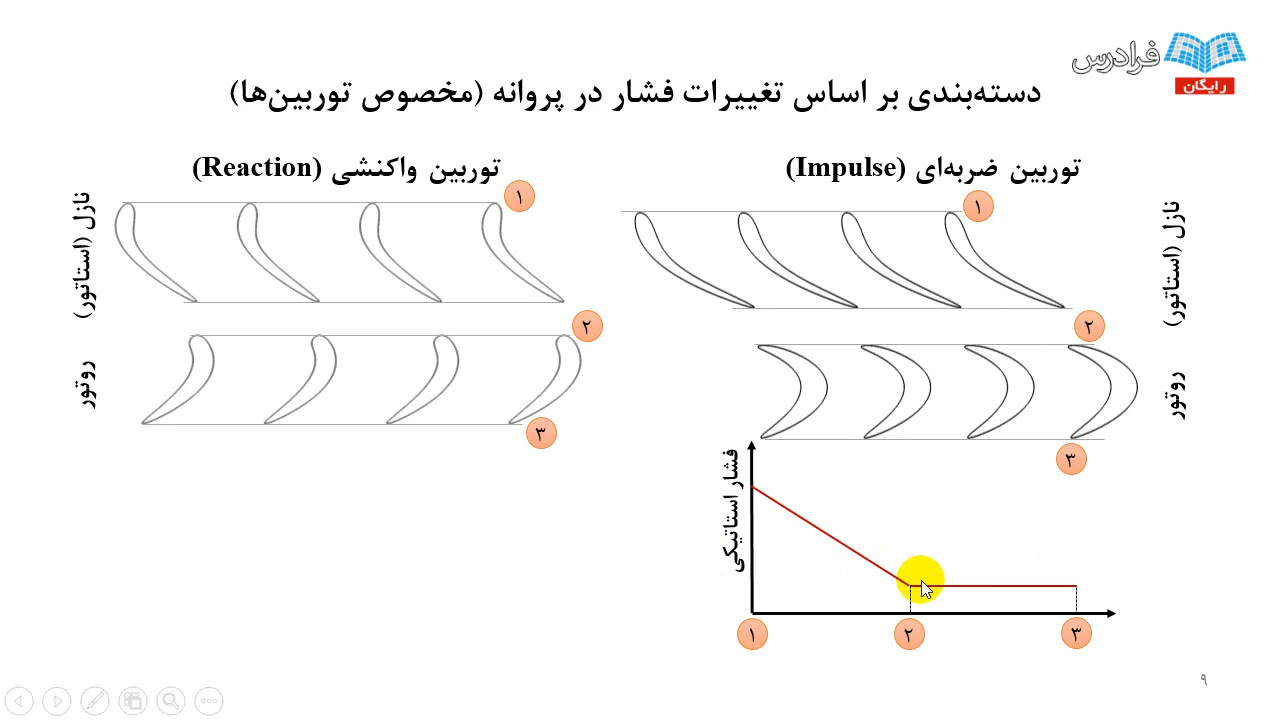 فرادرس
رایگان
دسته‌بندی بر اساس تغییرات فشار در پروانه (مخصوص توربین‌ها)
توربین ضربه‌ای (Impulse)
۱
نازل (استاتور)
۲
روتور
۳
فشار استاتیکی
۱
۲
۳
توربین واکنشی (Reaction)
۱
نازل (استاتور)
۲
روتور
۳
۹